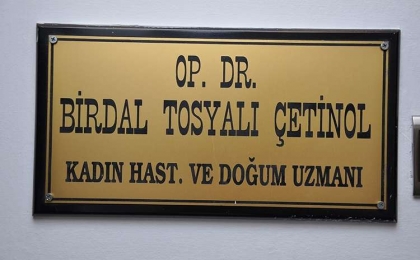 OP. DR.
BİRDAL TOSYALI ÇETİNOL
KADIN HAST. VE DOĞUM UZMANI